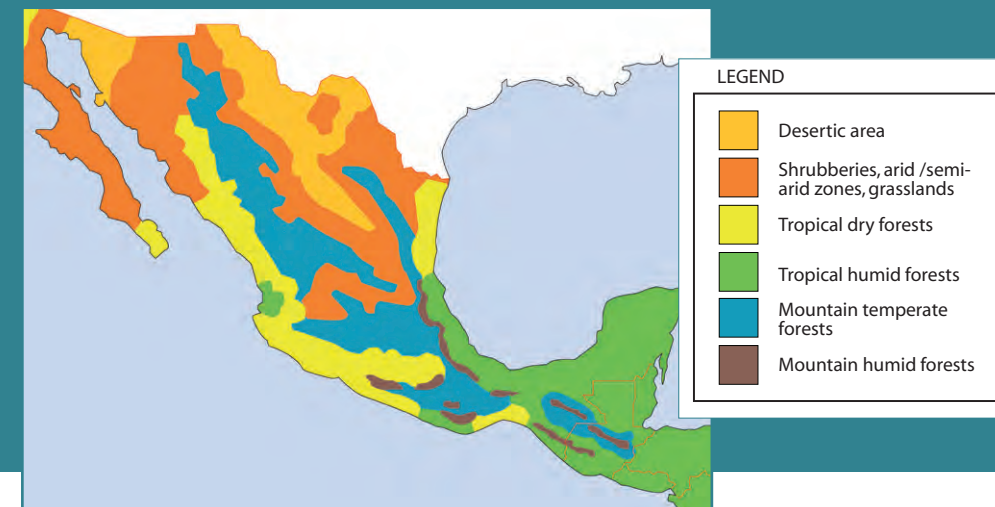 LEGEND
Desertic area
Shrubberies, arid /semi-
arid zones, grasslands
Tropical dry forests
Tropical humid forests
Mountain temperate
forests
Mountain humid forests